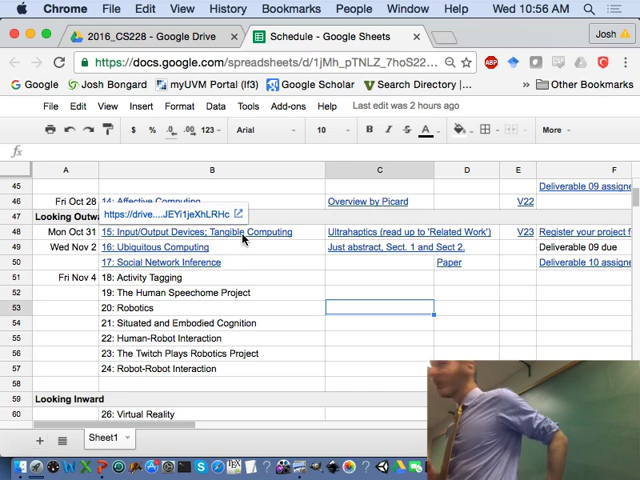 Chrome File Edit View History Bookmarks People Window Wed 10:56 AM
2016_CS228 - Google Drive × Schedule - Google Sheets × Josh
https://docs.google.com/spreadsheets/d/1jMh_pTNLZ_7hoS22... ABP
Google Josh Bongard myUVM Portal (lf3) Google Scholar Search Directory /... » Other Bookmarks
File Edit View Insert Format Data Tools Add-ons Help Last edit was 2 hours ago
$ % .0 .00 123 Arial 10 B I S A More
fx
A B C D E F
45 Deliverable 09 assigne
46 Fri Oct 28 14: Affective Computing Overview by Picard V22
https://drive....JEYi1jeXhLRHc
47 Looking Outwa
48 Mon Oct 31 15: Input/Output Devices; Tangible Computing Ultrahaptics (read up to 'Related Work') V23 Register your project f
49 Wed Nov 2 16: Ubiquitous Computing Just abstract, Sect. 1 and Sect 2. Deliverable 09 due
50 17: Social Network Inference Paper Deliverable 10 assigne
51 Fri Nov 4 18: Activity Tagging
52 19: The Human Speechome Project
53 20: Robotics
54 21: Situated and Embodied Cognition
55 22: Human-Robot Interaction
56 23: The Twitch Plays Robotics Project
57 24: Robot-Robot Interaction
58
59 Looking Inward
60 26: Virtual Reality
+ Sheet1